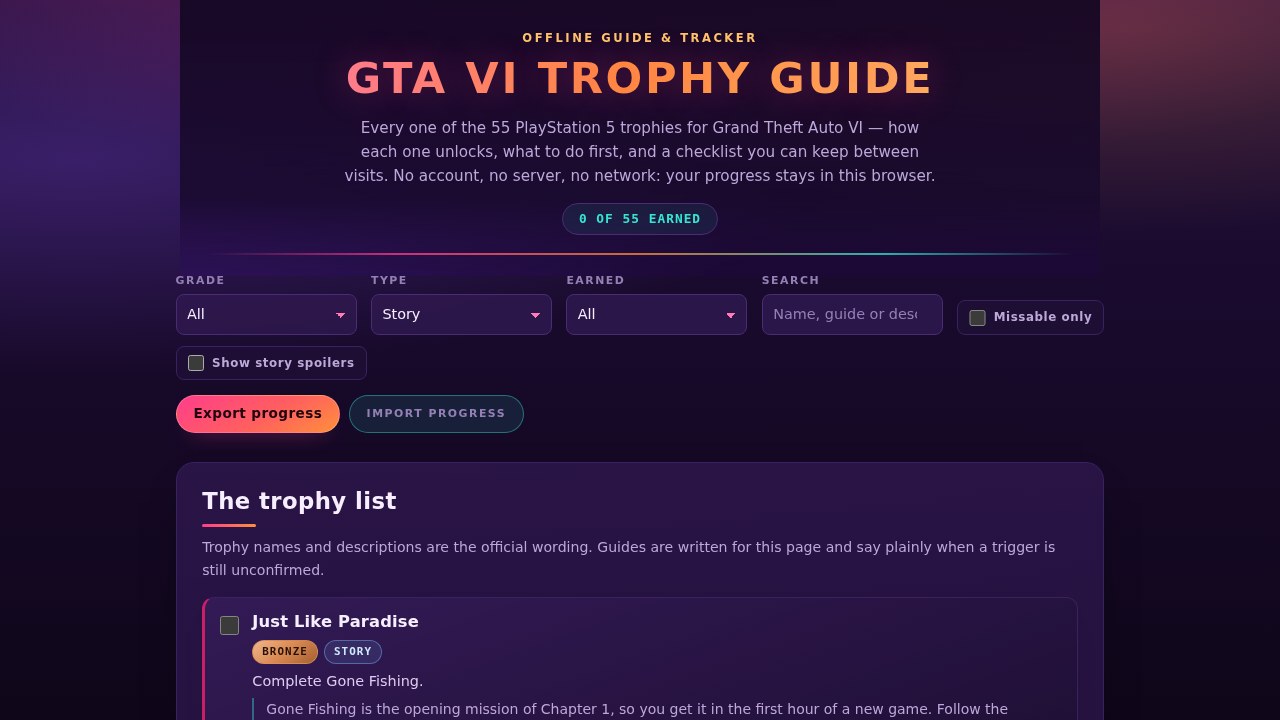 OFFLINE GUIDE & TRACKER
GTA VI TROPHY GUIDE
Every one of the 55 PlayStation 5 trophies for Grand Theft Auto VI — how
each one unlocks, what to do first, and a checklist you can keep between
visits. No account, no server, no network: your progress stays in this browser.
0 OF 55 EARNED
GRADE
TYPE
EARNED
SEARCH
All
Story
All
Name, guide or desc
Missable only
Show story spoilers
Export progress
IMPORT PROGRESS
The trophy list
Trophy names and descriptions are the official wording. Guides are written for this page and say plainly when a trigger is
still unconfirmed.
Just Like Paradise
BRONZE
STORY
Complete Gone Fishing.
Gone Fishing is the opening mission of Chapter 1, so you get it in the first hour of a new game. Follow the